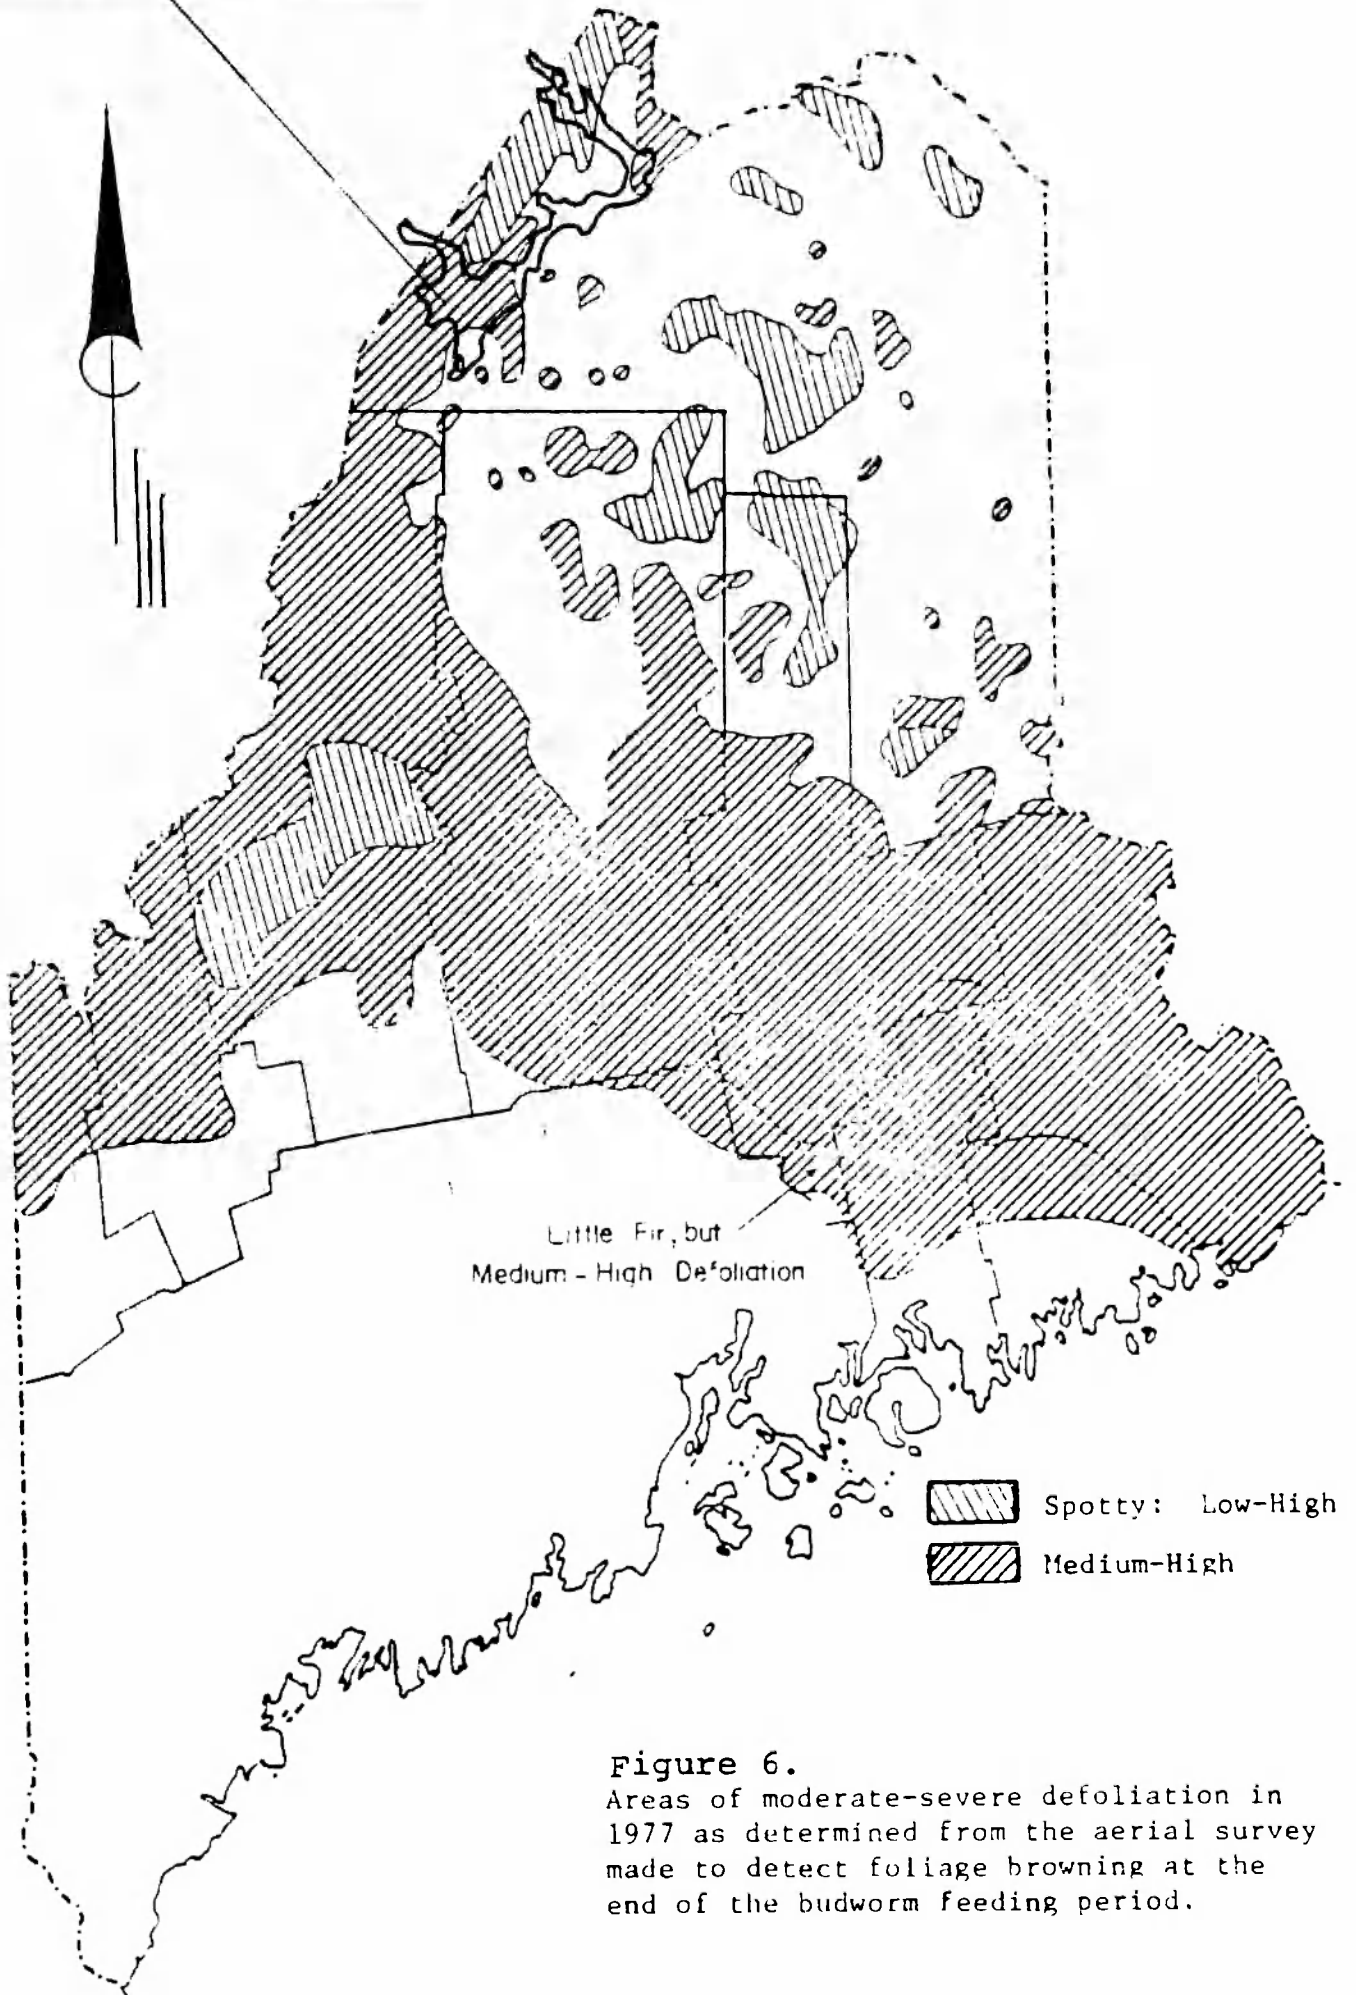 Little Fir, but
Medium - High Defoliation
Spotty: Low-High
Medium-High
Figure 6.
Areas of moderate-severe defoliation in
1977 as determined from the aerial survey
made to detect foliage browning at the
end of the budworm feeding period.